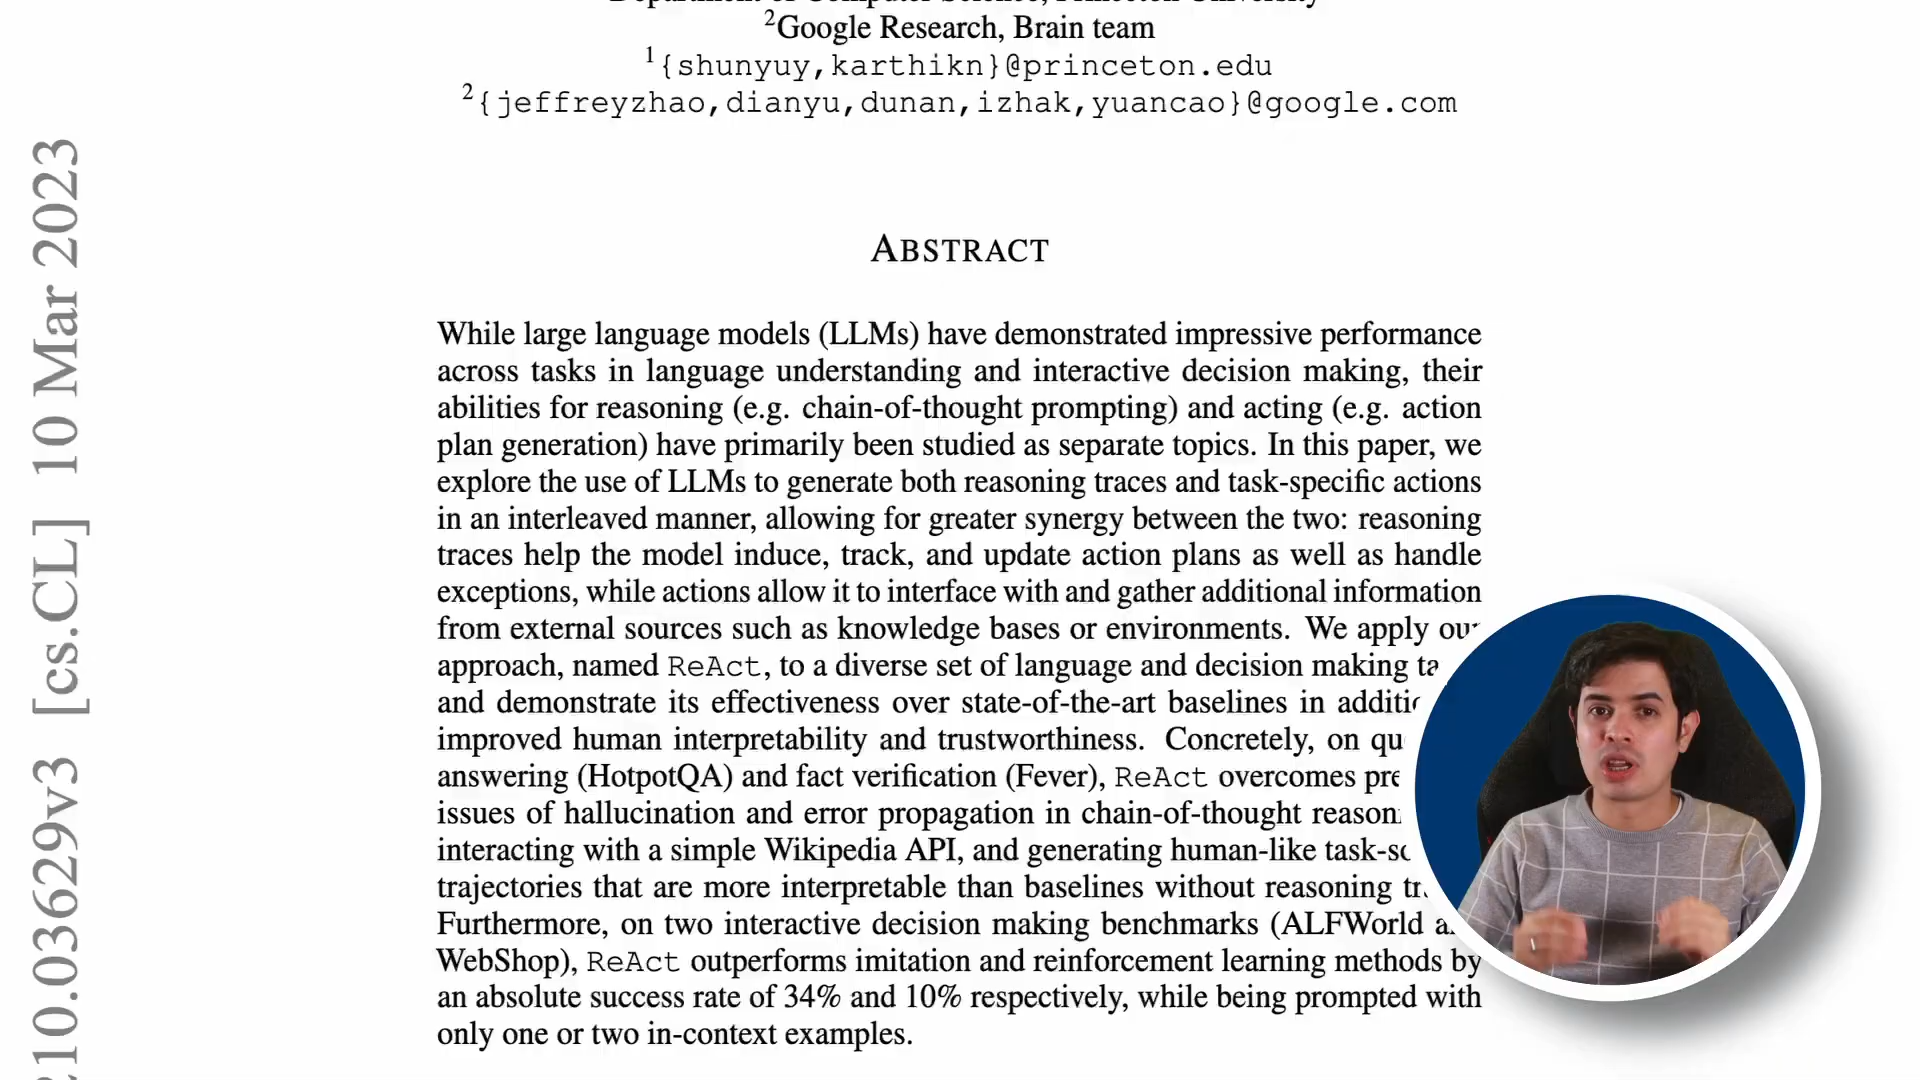 ²Google Research, Brain team
¹{shunyuy,karthikn}@princeton.edu
²{jeffreyzhao,dianyu,dunan,izhak,yuancao}@google.com
ABSTRACT
While large language models (LLMs) have demonstrated impressive performance
across tasks in language understanding and interactive decision making, their
abilities for reasoning (e.g. chain-of-thought prompting) and acting (e.g. action
plan generation) have primarily been studied as separate topics. In this paper, we
explore the use of LLMs to generate both reasoning traces and task-specific actions
in an interleaved manner, allowing for greater synergy between the two: reasoning
traces help the model induce, track, and update action plans as well as handle
exceptions, while actions allow it to interface with and gather additional information
from external sources such as knowledge bases or environments. We apply our
approach, named ReAct, to a diverse set of language and decision making
and demonstrate its effectiveness over state-of-the-art baselines in
improved human interpretability and trustworthiness. Concretely, on
answering (HotpotQA) and fact verification (Fever), ReAct overcomes
issues of hallucination and error propagation in chain-of-thought
interacting with a simple Wikipedia API, and generating human-like
trajectories that are more interpretable than baselines without reasoning
Furthermore, on two interactive decision making benchmarks (ALFWorld
WebShop), ReAct outperforms imitation and reinforcement learning methods by
an absolute success rate of 34% and 10% respectively, while being prompted with
only one or two in-context examples.
210.03629v3 [cs.CL] 10 Mar 2023